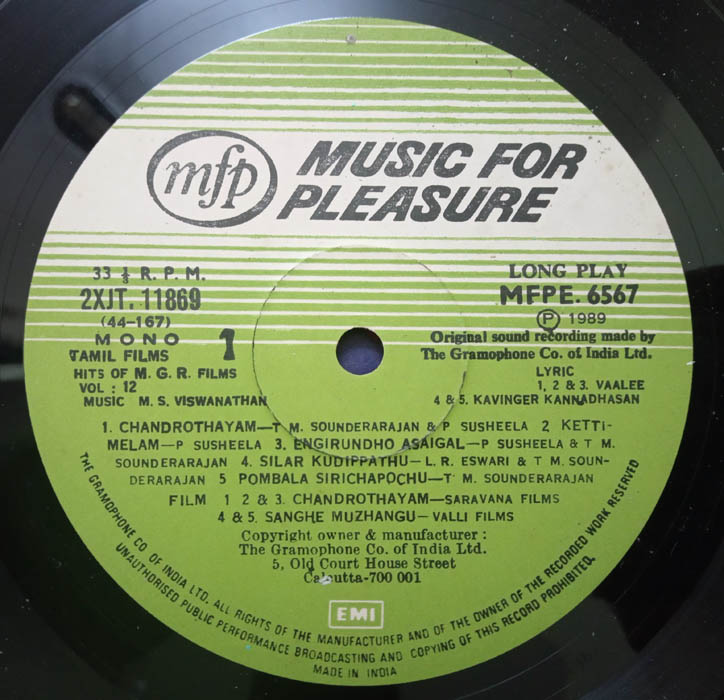 mfp
MUSIC FOR
PLEASURE
33 ⅓ R. P. M.
2XJT. 11869
(44-167)
MONO
1
TAMIL FILMS
HITS OF M. G. R. FILMS
VOL : 12
MUSIC M. S. VISWANATHAN
LONG PLAY
MFPE. 6567
Ⓟ 1989
Original sound recording made by
The Gramophone Co. of India Ltd.
LYRIC
1, 2 & 3. VAALEE
4 & 5. KAVINGER KANNADHASAN
1. CHANDROTHAYAM—T M. SOUNDERARAJAN & P SUSHEELA 2 KETTI-
MELAM—P SUSHEELA 3. ENGIRUNDHO ASAIGAL—P SUSHEELA & T M.
SOUNDERARAJAN 4. SILAR KUDIPPATHU—L. R. ESWARI & T M. SOUN-
DERARAJAN 5 POMBALA SIRICHAPOCHU—T M. SOUNDERARAJAN
FILM 1 2 & 3. CHANDROTHAYAM—SARAVANA FILMS
4 & 5. SANGHE MUZHANGU—VALLI FILMS
Copyright owner & manufacturer :
The Gramophone Co. of India Ltd.
5, Old Court House Street
Calcutta-700 001
EMI
THE GRAMOPHONE CO OF INDIA LTD. ALL RIGHTS OF THE MANUFACTURER AND OF THE OWNER OF THE RECORDED WORK RESERVED
UNAUTHORISED PUBLIC PERFORMANCE BROADCASTING AND COPYING OF THIS RECORD PROHIBITED.
MADE IN INDIA